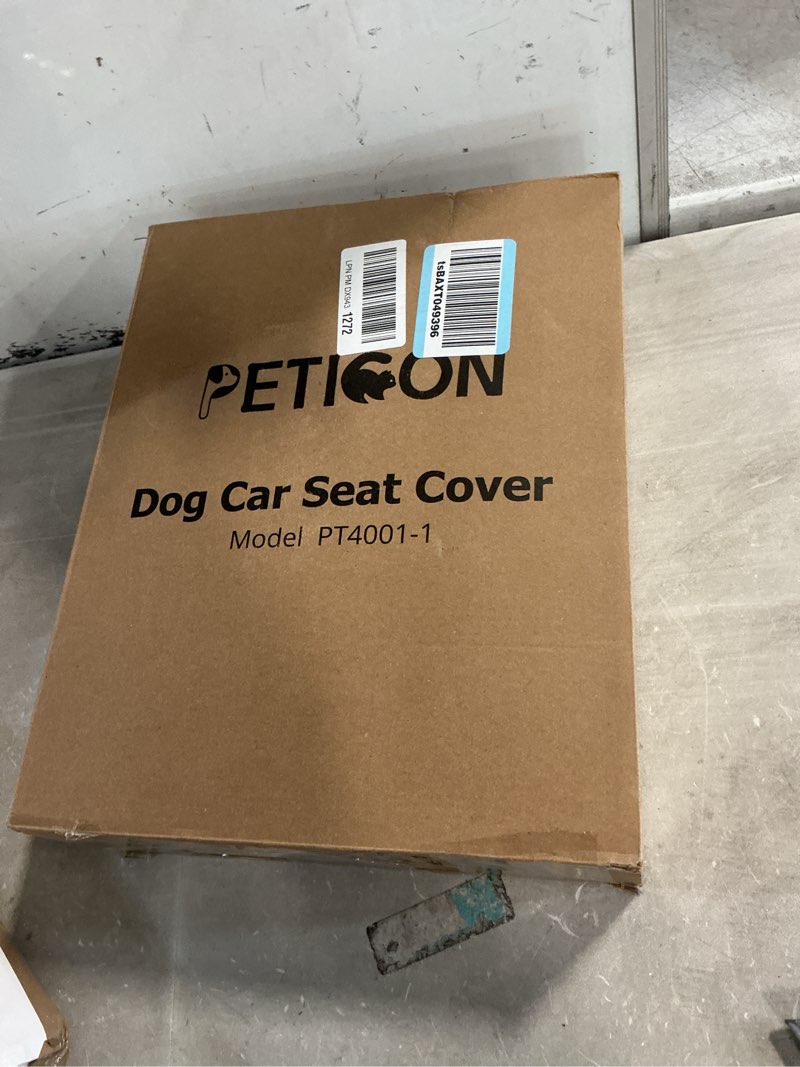 LPN PM DX943 1272
tsBAXT049396
PETICON
Dog Car Seat Cover
Model PT4001-1